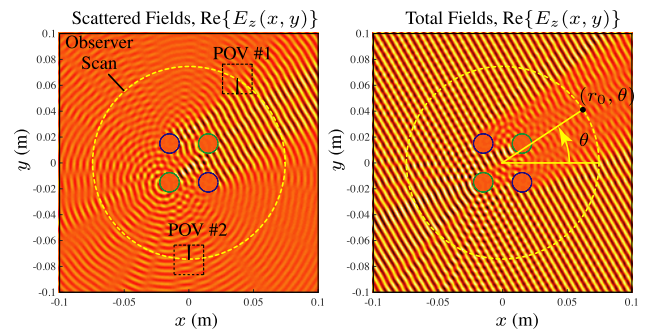 Scattered Fields, Re{E_z(x, y)}
Total Fields, Re{E_z(x, y)}
0.1
0.08
0.06
0.04
0.02
0
-0.02
-0.04
-0.06
-0.08
-0.1
y (m)
Observer
Scan
POV #1
POV #2
-0.1
-0.05
0
0.05
0.1
x (m)
0.1
0.08
0.06
0.04
0.02
0
-0.02
-0.04
-0.06
-0.08
-0.1
y (m)
(r_0, θ)
θ
-0.1
-0.05
0
0.05
0.1
x (m)